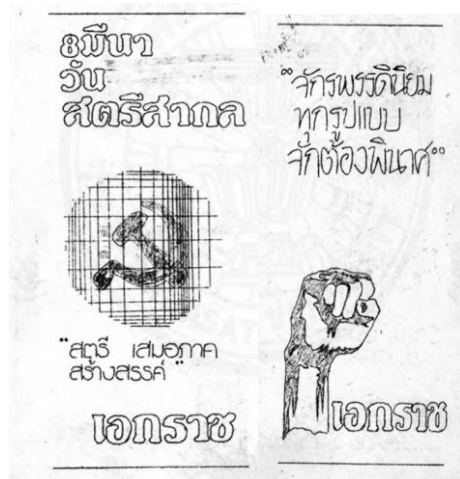 8มีนา
วัน
สตรีสากล
"สตรี เสมอภาค
สร้างสรรค์"
เอกราช
"จักรพรรดินิยม
ทุกรูปแบบ
จักต้องพินาศ"
เอกราช